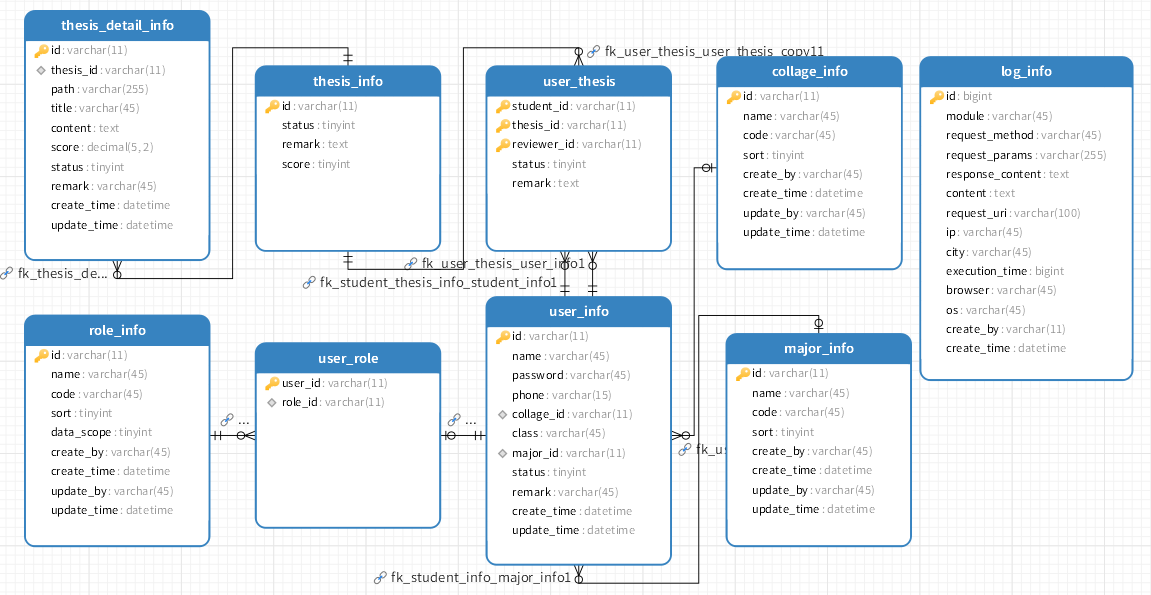 thesis_detail_info
id: varchar(11)
thesis_id: varchar(11)
path: varchar(255)
title: varchar(45)
content: text
score: decimal(5, 2)
status: tinyint
remark: varchar(45)
create_time: datetime
update_time: datetime
fk_thesis_de...
thesis_info
id: varchar(11)
status: tinyint
remark: text
score: tinyint
fk_user_thesis_user_thesis_copy11
user_thesis
student_id: varchar(11)
thesis_id: varchar(11)
reviewer_id: varchar(11)
status: tinyint
remark: text
fk_user_thesis_user_info1
fk_student_thesis_info_student_info1
collage_info
id: varchar(11)
name: varchar(45)
code: varchar(45)
sort: tinyint
create_by: varchar(45)
create_time: datetime
update_by: varchar(45)
update_time: datetime
log_info
id: bigint
module: varchar(45)
request_method: varchar(45)
request_params: varchar(255)
response_content: text
content: text
request_uri: varchar(100)
ip: varchar(45)
city: varchar(45)
execution_time: bigint
browser: varchar(45)
os: varchar(45)
create_by: varchar(11)
create_time: datetime
role_info
id: varchar(11)
name: varchar(45)
code: varchar(45)
sort: tinyint
data_scope: tinyint
create_by: varchar(45)
create_time: datetime
update_by: varchar(45)
update_time: datetime
...
user_role
user_id: varchar(11)
role_id: varchar(11)
...
user_info
id: varchar(11)
name: varchar(45)
password: varchar(45)
phone: varchar(15)
collage_id: varchar(11)
class: varchar(45)
major_id: varchar(11)
status: tinyint
remark: varchar(45)
create_time: datetime
update_time: datetime
fk_student_info_major_info1
major_info
id: varchar(11)
name: varchar(45)
code: varchar(45)
sort: tinyint
create_by: varchar(45)
create_time: datetime
update_by: varchar(45)
update_time: datetime